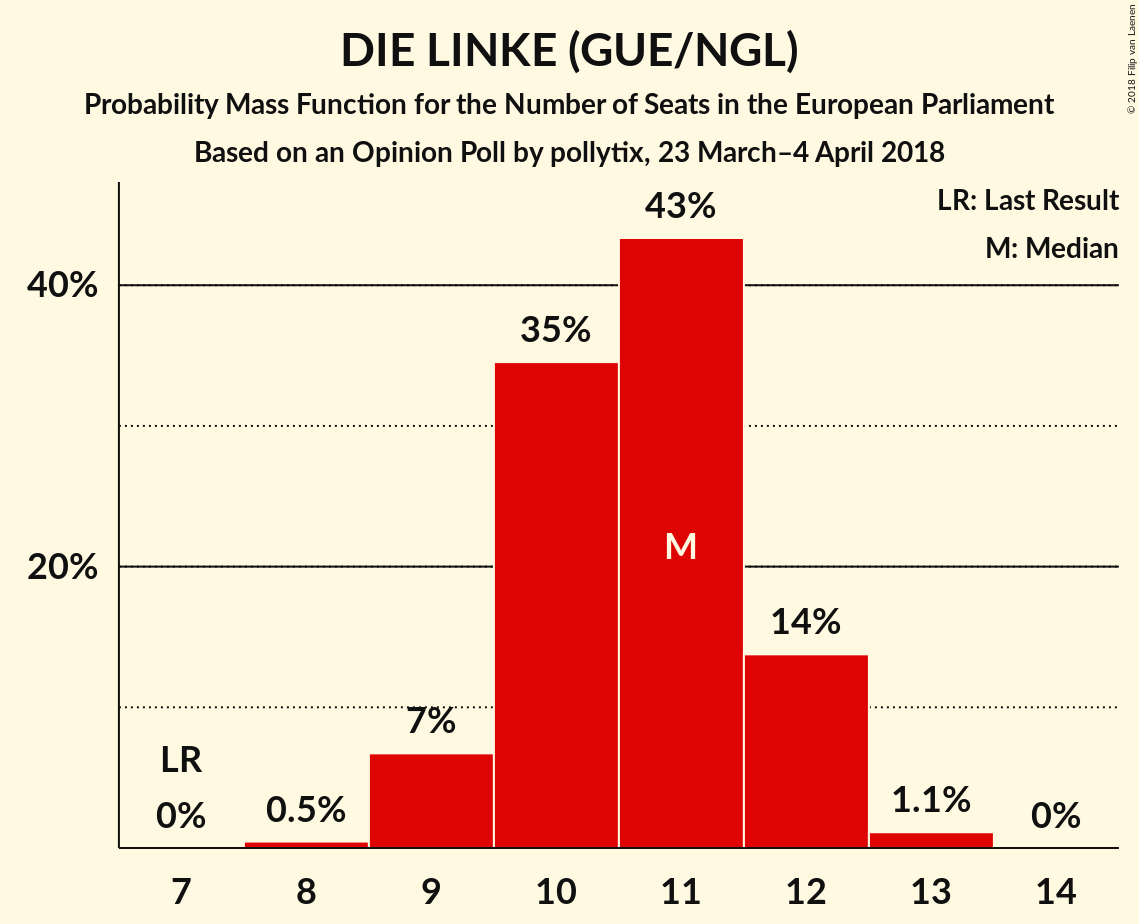 DIE LINKE (GUE/NGL)
Probability Mass Function for the Number of Seats in the European Parliament
Based on an Opinion Poll by pollytix, 23 March–4 April 2018
© 2018 Filip van Laenen
LR: Last Result
M: Median
43%
40%
35%
M
20%
14%
7%
LR
0%
0.5%
1.1%
0%
7 8 9 10 11 12 13 14